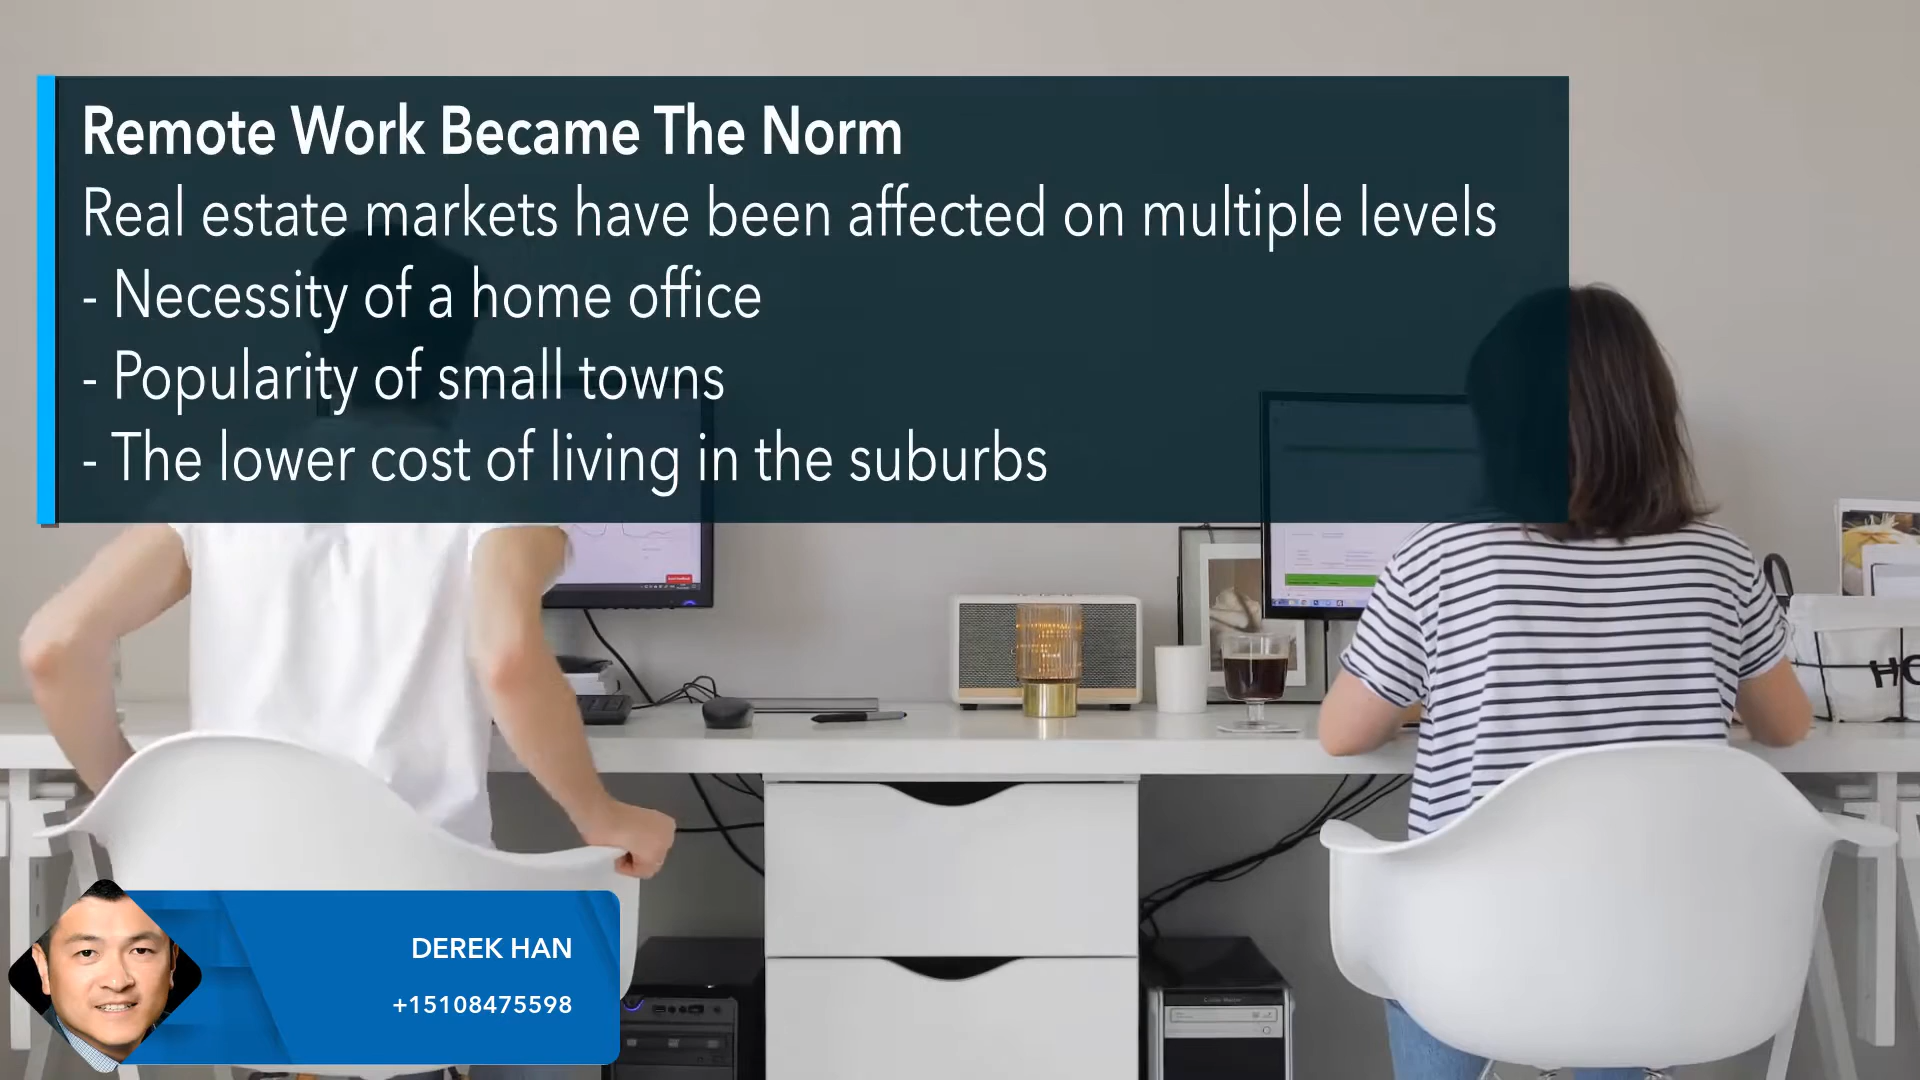 Remote Work Became The Norm
Real estate markets have been affected on multiple levels
- Necessity of a home office
- Popularity of small towns
- The lower cost of living in the suburbs
HO
DEREK HAN
+15108475598